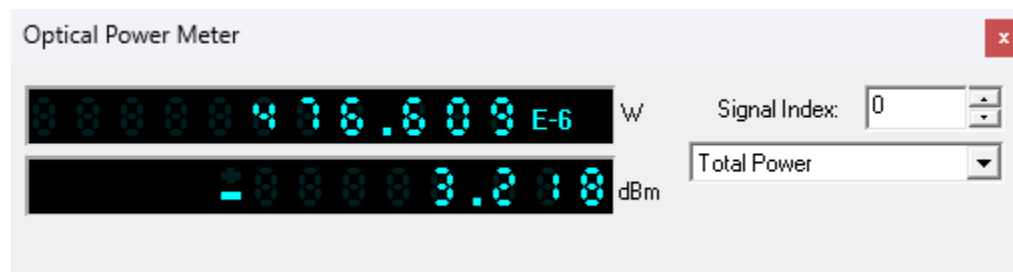 Optical Power Meter x
476.609 E-6 W Signal Index: 0
Total Power
- 3.218 dBm